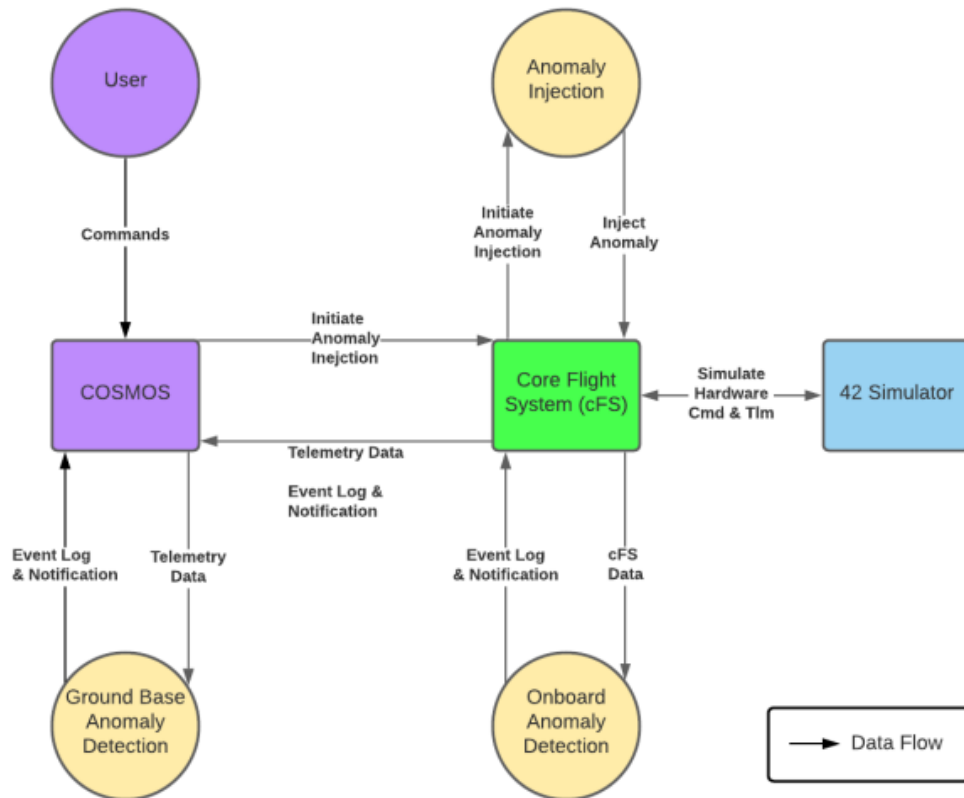 User
Anomaly
Injection
Commands
Initiate
Anomaly
Injection
Inject
Anomaly
Initiate
Anomaly
Inejction
COSMOS
Core Flight
System (cFS)
Simulate
Hardware
Cmd & Tlm
42 Simulator
Telemetry Data
Event Log &
Notification
Event Log
& Notification
Telemetry
Data
Event Log
& Notification
cFS
Data
Ground Base
Anomaly
Detection
Onboard
Anomaly
Detection
Data Flow